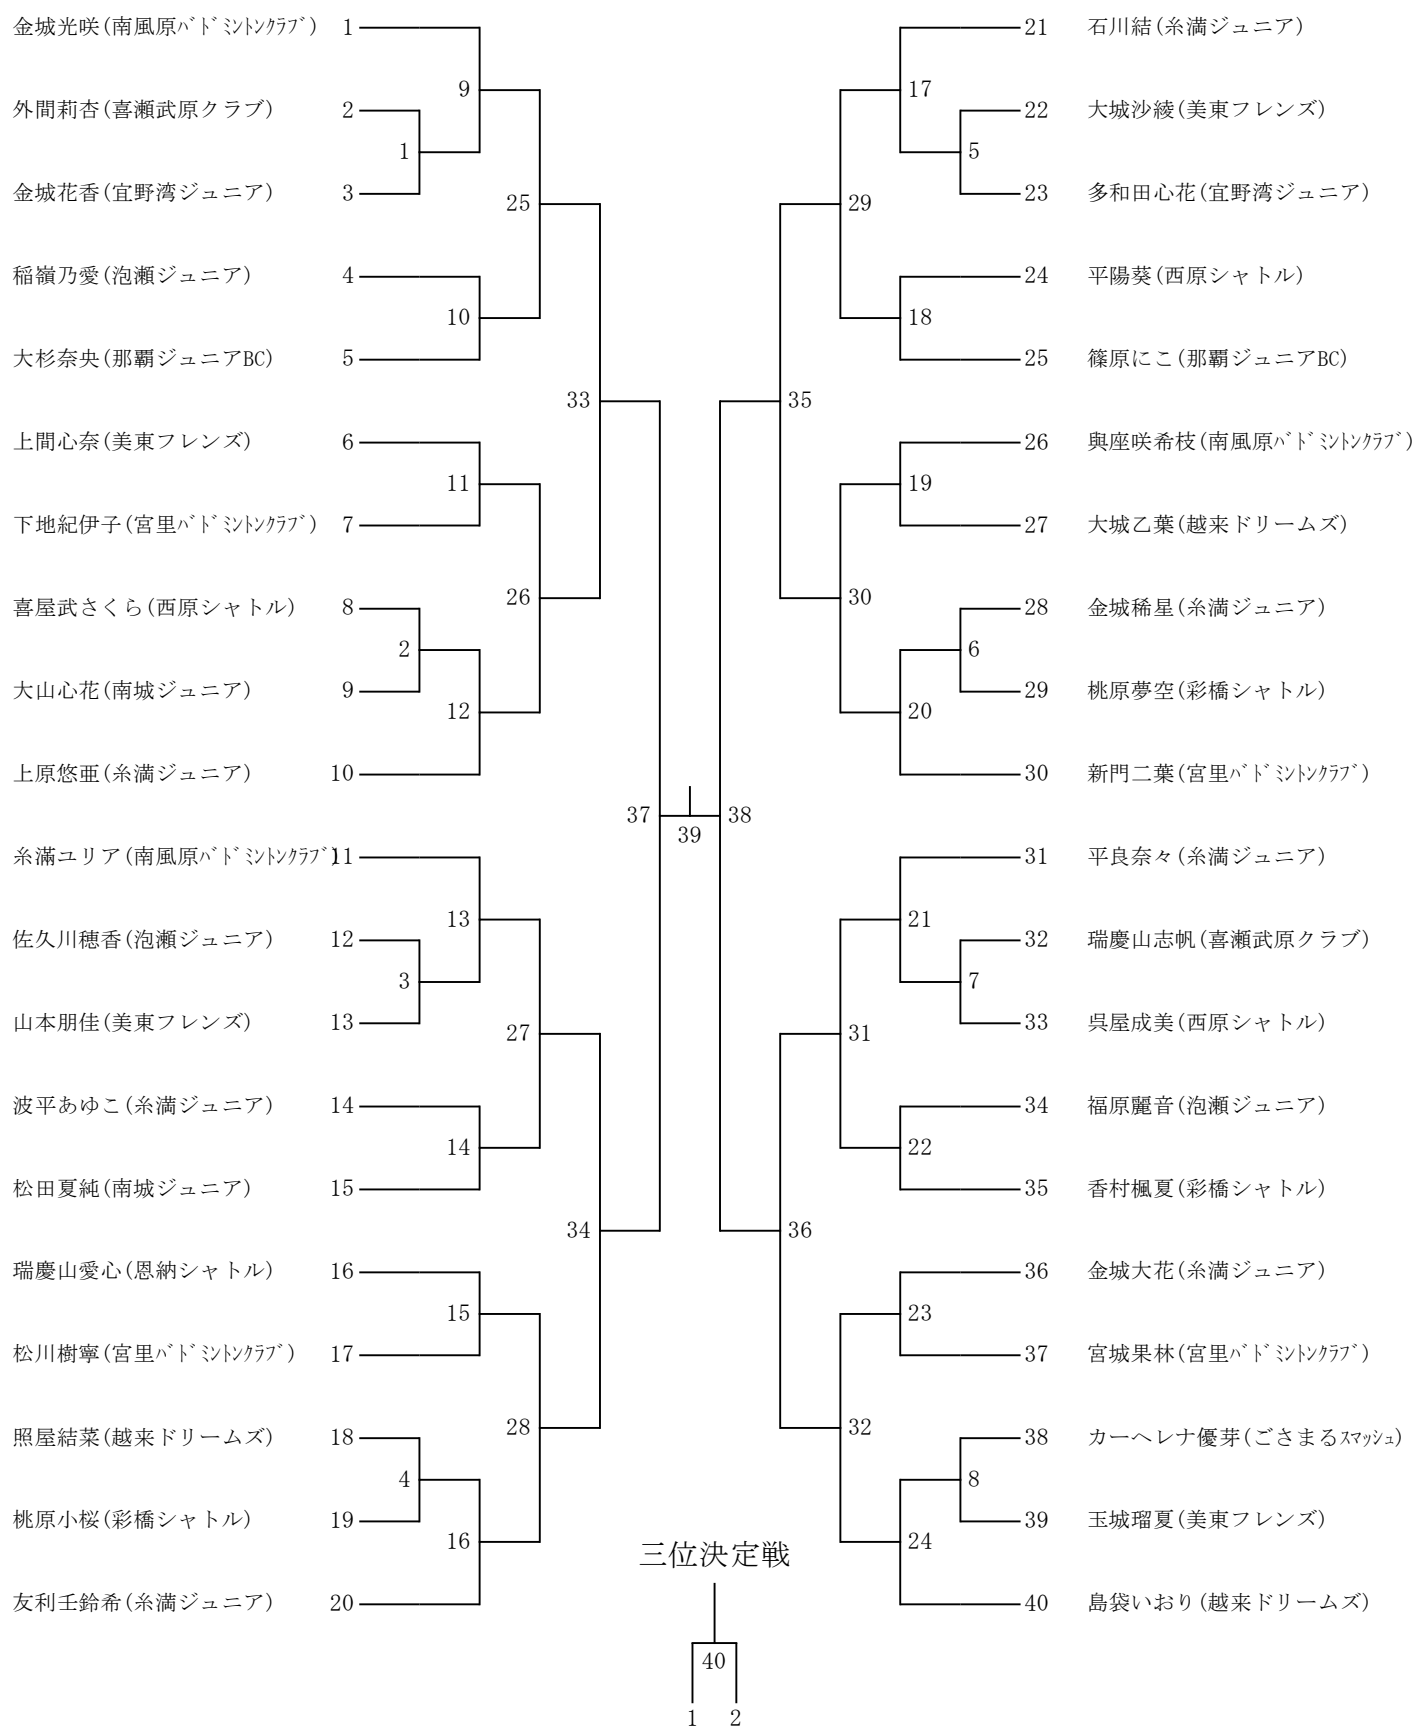 金城光咲(南風原ﾊﾞﾄﾞﾐﾝﾄﾝｸﾗﾌﾞ) 1
外間莉杏(喜瀬武原クラブ) 2
金城花香(宜野湾ジュニア) 3
稲嶺乃愛(泡瀬ジュニア) 4
大杉奈央(那覇ジュニアBC) 5
上間心奈(美東フレンズ) 6
下地紀伊子(宮里ﾊﾞﾄﾞﾐﾝﾄﾝｸﾗﾌﾞ) 7
喜屋武さくら(西原シャトル) 8
大山心花(南城ジュニア) 9
上原悠亜(糸満ジュニア) 10
糸満ユリア(南風原ﾊﾞﾄﾞﾐﾝﾄﾝｸﾗﾌﾞ) 11
佐久川穂香(泡瀬ジュニア) 12
山本朋佳(美東フレンズ) 13
波平あゆこ(糸満ジュニア) 14
松田夏純(南城ジュニア) 15
瑞慶山愛心(恩納シャトル) 16
松川樹寧(宮里ﾊﾞﾄﾞﾐﾝﾄﾝｸﾗﾌﾞ) 17
照屋結菜(越来ドリームズ) 18
桃原小桜(彩橋シャトル) 19
友利壬鈴希(糸満ジュニア) 20
1
2
3
4
9
10
11
12
13
14
15
16
25
26
27
28
33
34
37
39
38
35
36
29
30
31
32
17
18
19
20
21
22
23
24
5
6
7
8
21 石川結(糸満ジュニア)
22 大城沙綾(美東フレンズ)
23 多和田心花(宜野湾ジュニア)
24 平陽葵(西原シャトル)
25 篠原にこ(那覇ジュニアBC)
26 與座咲希枝(南風原ﾊﾞﾄﾞﾐﾝﾄﾝｸﾗﾌﾞ)
27 大城乙葉(越来ドリームズ)
28 金城稀星(糸満ジュニア)
29 桃原夢空(彩橋シャトル)
30 新門二葉(宮里ﾊﾞﾄﾞﾐﾝﾄﾝｸﾗﾌﾞ)
31 平良奈々(糸満ジュニア)
32 瑞慶山志帆(喜瀬武原クラブ)
33 呉屋成美(西原シャトル)
34 福原麗音(泡瀬ジュニア)
35 香村楓夏(彩橋シャトル)
36 金城大花(糸満ジュニア)
37 宮城果林(宮里ﾊﾞﾄﾞﾐﾝﾄﾝｸﾗﾌﾞ)
38 カーヘレナ優芽(ごさまるｽﾏｯｼｭ)
39 玉城瑠夏(美東フレンズ)
40 島袋いおり(越来ドリームズ)
三位決定戦
40
1 2